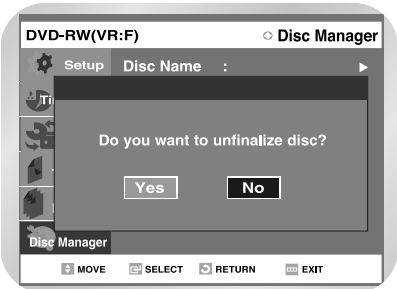 DVD-RW(VR:F) Disc Manager
Setup Disc Name :
Ti
Do you want to unfinalize disc?
Yes No
Disc Manager
MOVE SELECT RETURN EXIT